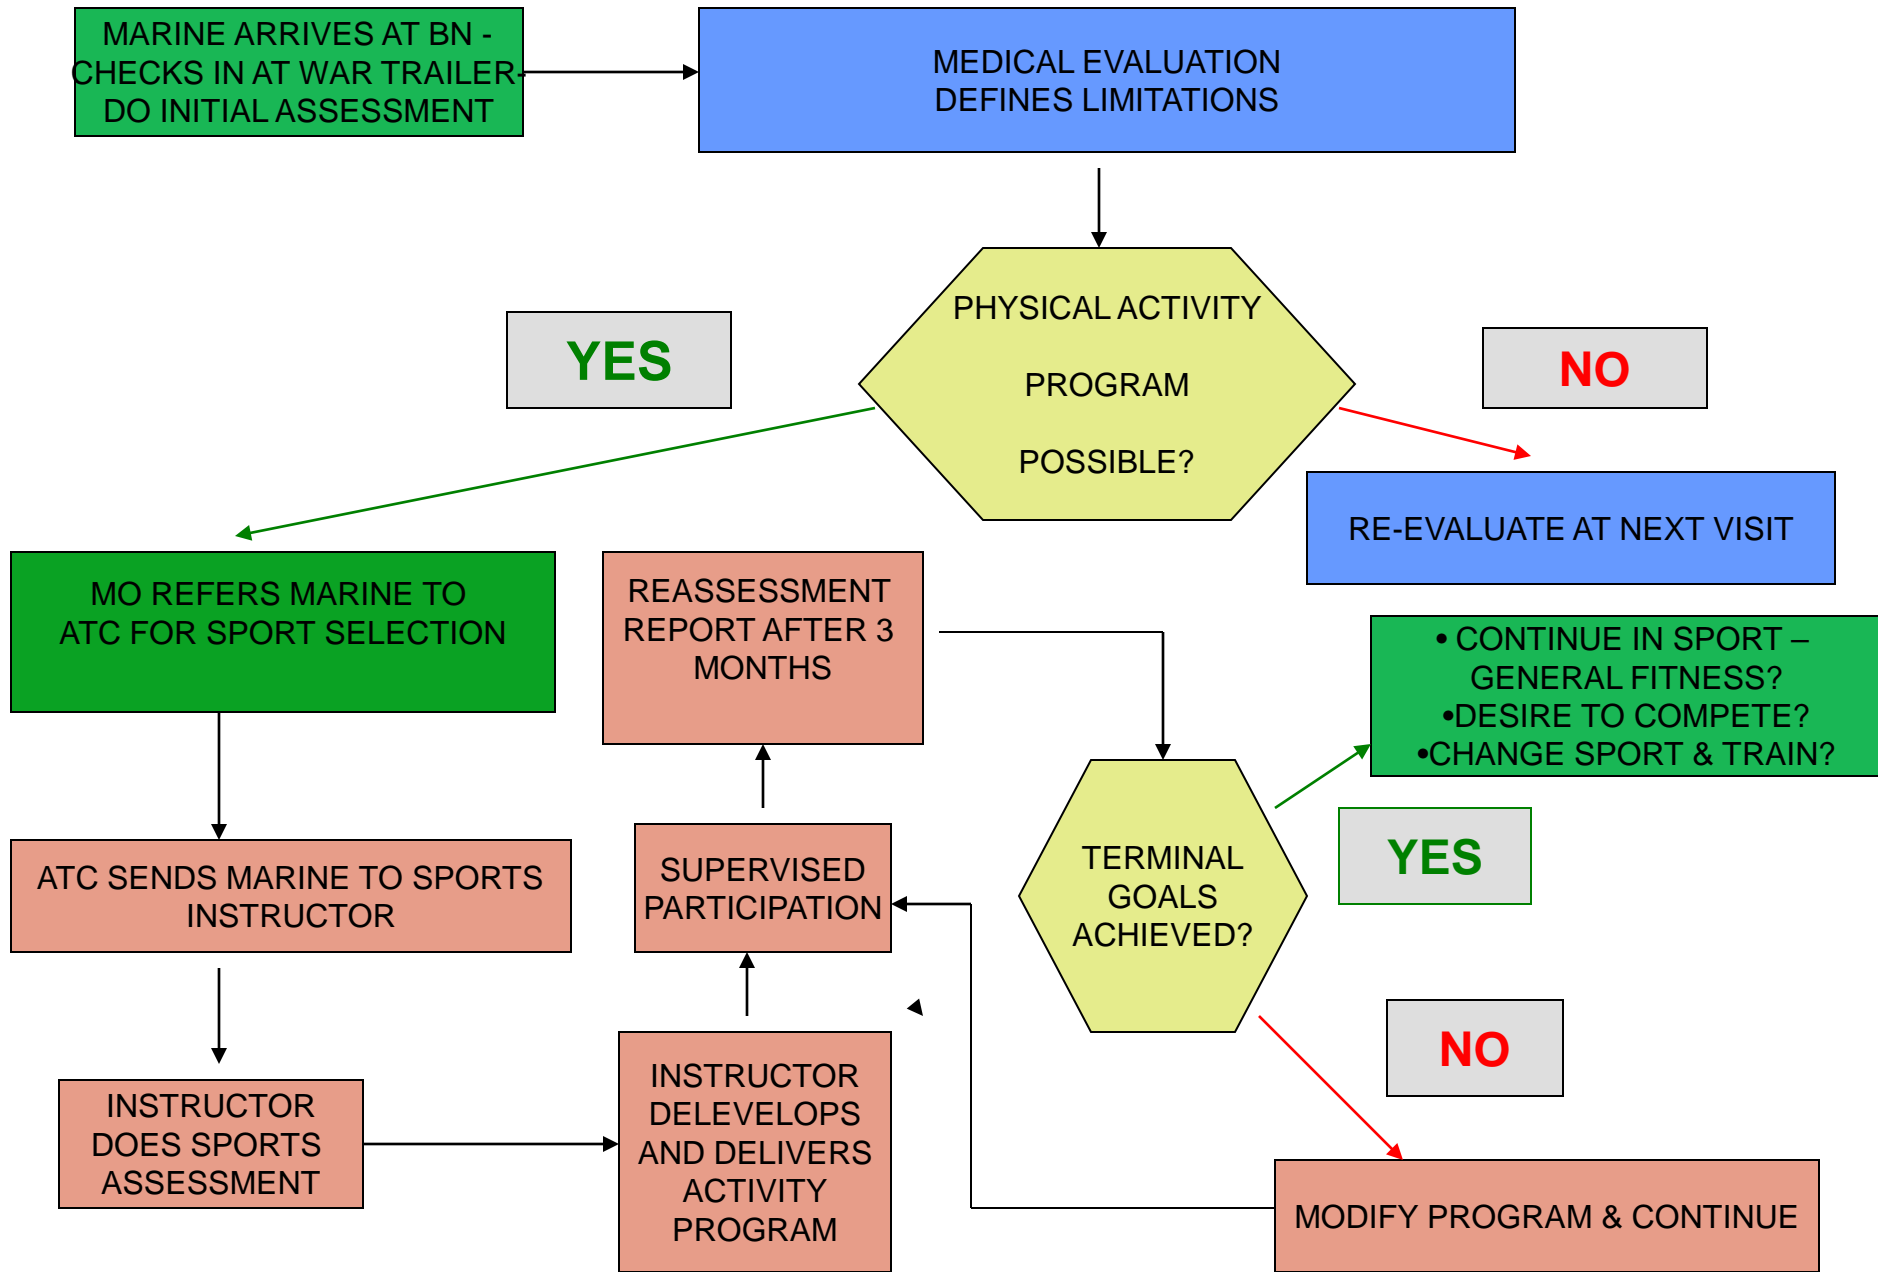 MARINE ARRIVES AT BN -
CHECKS IN AT WAR TRAILER-
DO INITIAL ASSESSMENT
MEDICAL EVALUATION
DEFINES LIMITATIONS
PHYSICAL ACTIVITY
PROGRAM
POSSIBLE?
YES
NO
RE-EVALUATE AT NEXT VISIT
MO REFERS MARINE TO
ATC FOR SPORT SELECTION
REASSESSMENT
REPORT AFTER 3
MONTHS
• CONTINUE IN SPORT –
GENERAL FITNESS?
•DESIRE TO COMPETE?
•CHANGE SPORT & TRAIN?
ATC SENDS MARINE TO SPORTS
INSTRUCTOR
SUPERVISED
PARTICIPATION
TERMINAL
GOALS
ACHIEVED?
YES
NO
INSTRUCTOR
DOES SPORTS
ASSESSMENT
INSTRUCTOR
DELEVELOPS
AND DELIVERS
ACTIVITY
PROGRAM
MODIFY PROGRAM & CONTINUE